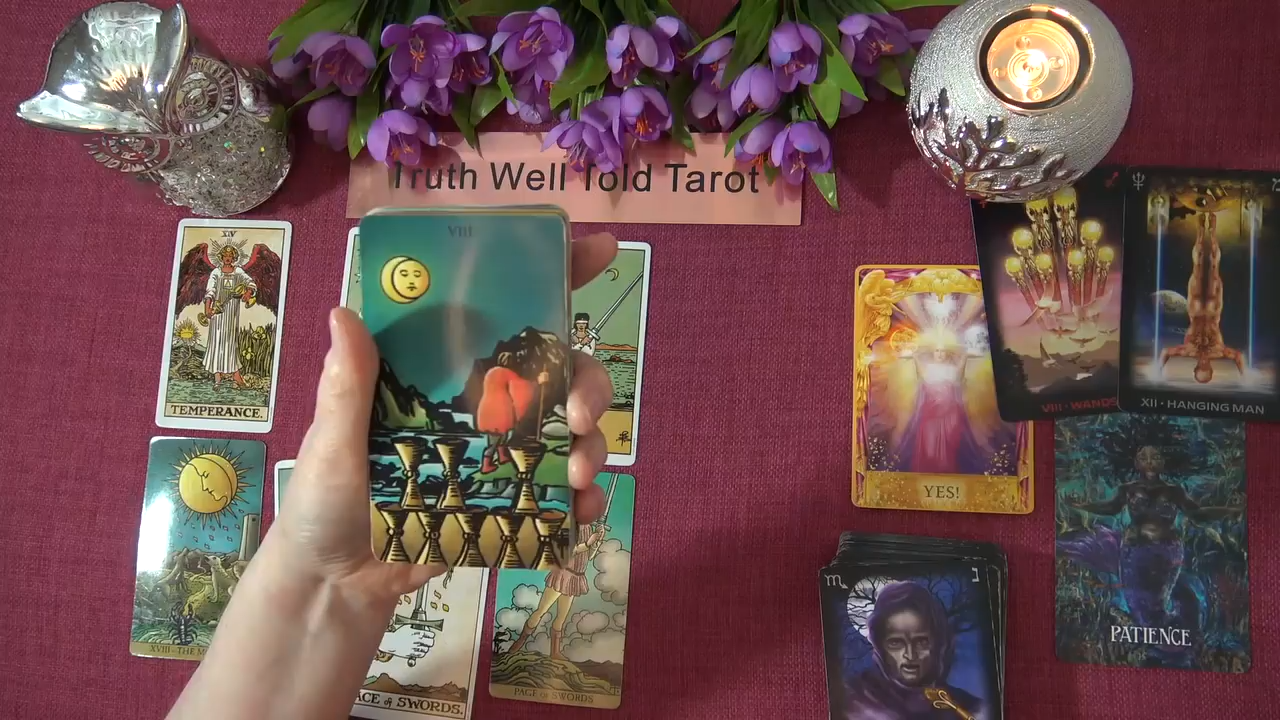 Truth Well Told Tarot
XIV
TEMPERANCE.
VIII
YES!
VIII · WANDS
XII · HANGING MAN
PATIENCE
XVIII - THE M
ACE of SWORDS.
PAGE OF SWORDS